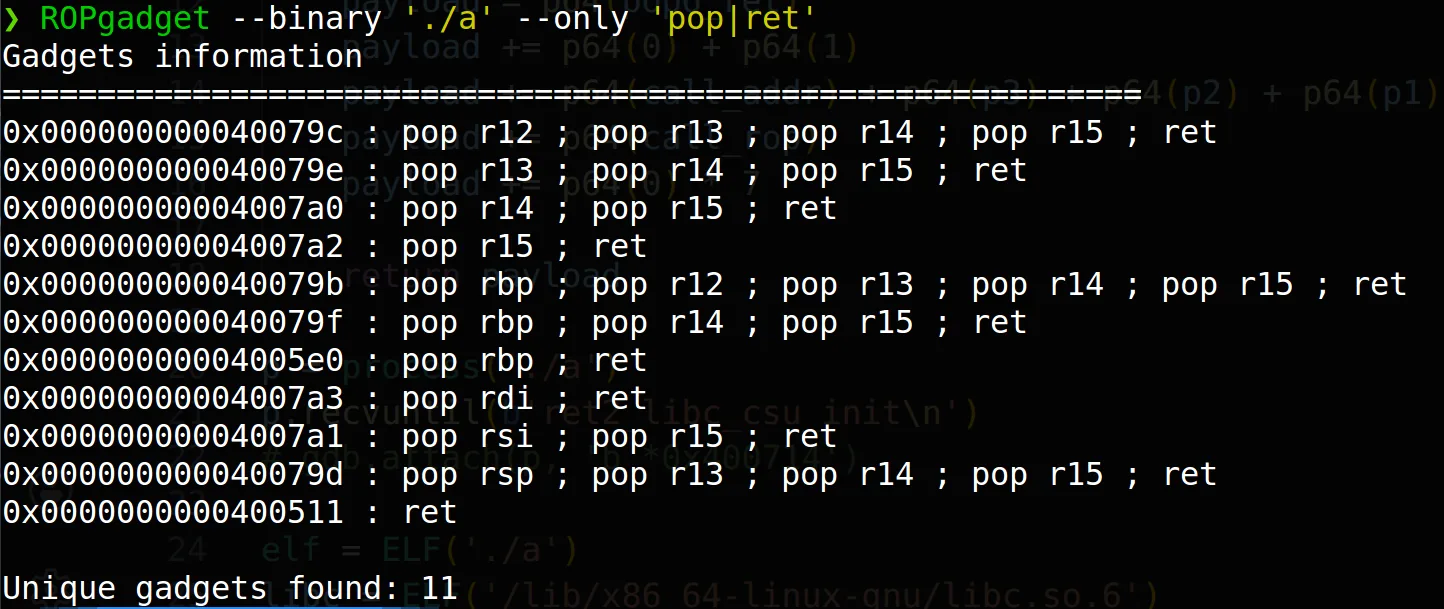 ❯ ROPgadget --binary './a' --only 'pop|ret'
Gadgets information
============================================================
0x000000000040079c : pop r12 ; pop r13 ; pop r14 ; pop r15 ; ret
0x000000000040079e : pop r13 ; pop r14 ; pop r15 ; ret
0x00000000004007a0 : pop r14 ; pop r15 ; ret
0x00000000004007a2 : pop r15 ; ret
0x000000000040079b : pop rbp ; pop r12 ; pop r13 ; pop r14 ; pop r15 ; ret
0x000000000040079f : pop rbp ; pop r14 ; pop r15 ; ret
0x00000000004005e0 : pop rbp ; ret
0x00000000004007a3 : pop rdi ; ret
0x00000000004007a1 : pop rsi ; pop r15 ; ret
0x000000000040079d : pop rsp ; pop r13 ; pop r14 ; pop r15 ; ret
0x0000000000400511 : ret
24 elf = ELF('./a')
Unique gadgets found: 11